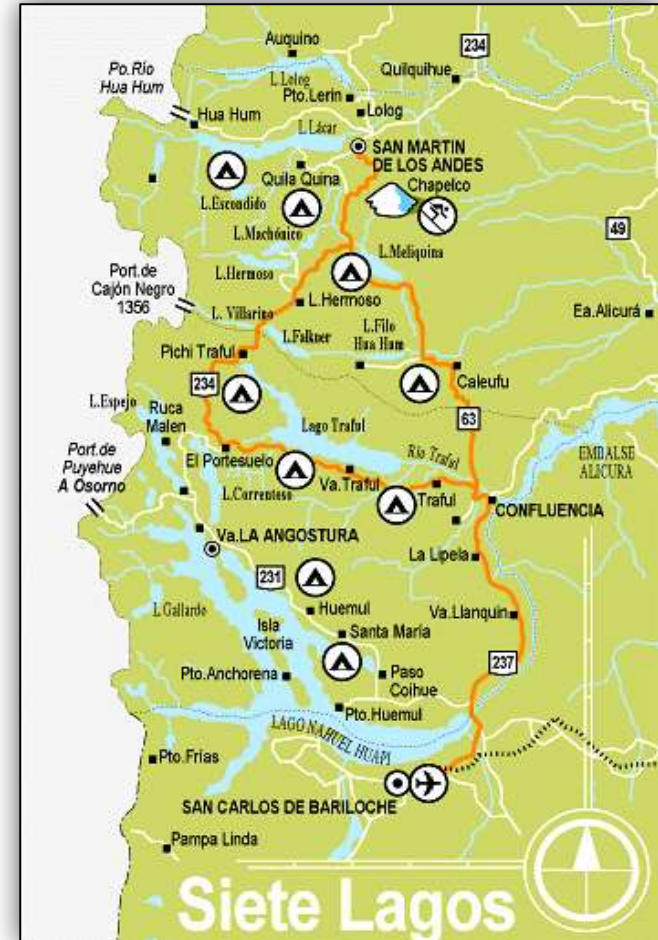 Auquino
234
Po.Rio
Hua Hum
L.Lolog
Quilquihue
Pto.Lerin
Lolog
Hua Hum
L.Lácar
SAN MARTIN
DE LOS ANDES
Quila Quina
Chapelco
L.Escondido
L.Machónico
49
L.Meliquina
Port.de
Cajón Negro
1356
L.Hermoso
L.Hermoso
L. Villarino
Ea.Alicurá
L.Falkner
L.Filo
Hua Hum
Pichi Traful
Caleufu
234
L.Espejo
Ruca
Malen
63
Lago Traful
Port.de
Puyehue
A Osorno
El Portesuelo
Río Traful
EMBALSE
ALICURA
L.Correntoso
Va.Traful
Traful
CONFLUENCIA
Va.LA ANGOSTURA
La Lipela
231
L.Gallardo
Isla
Victoria
Huemul
Va.Llanquin
Santa María
237
Pto.Anchorena
Paso
Coihue
Pto.Huemul
LAGO NAHUEL HUAPI
Pto.Frias
SAN CARLOS DE BARILOCHE
Pampa Linda
Siete Lagos